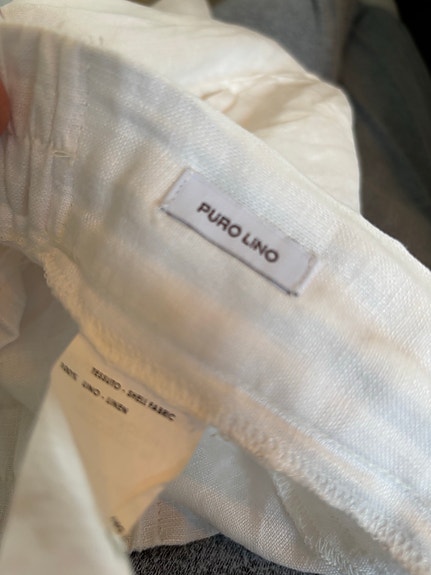 PURO LINO
TESSUTO - SHELL FABRIC
LINO - LINEN